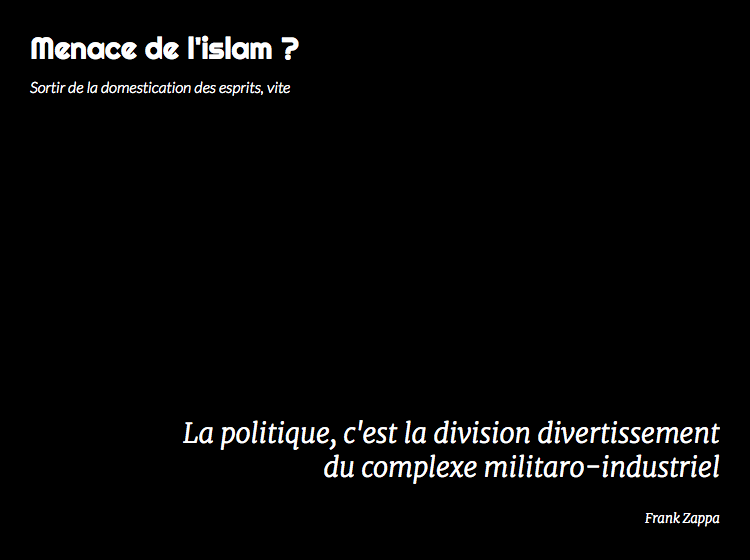 Menace de l'islam ?
Sortir de la domestication des esprits, vite
La politique, c'est la division divertissement
du complexe militaro-industriel
Frank Zappa